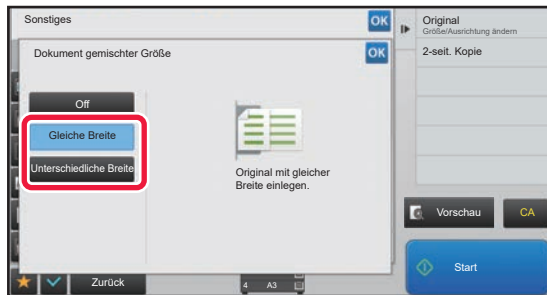 Sonstiges
OK
Dokument gemischter Größe
OK
Off
Gleiche Breite
Unterschiedliche Breite
Original mit gleicher
Breite einlegen.
Zurück
4 A3
Original
Größe/Ausrichtung ändern
2-seit. Kopie
Vorschau
CA
Start